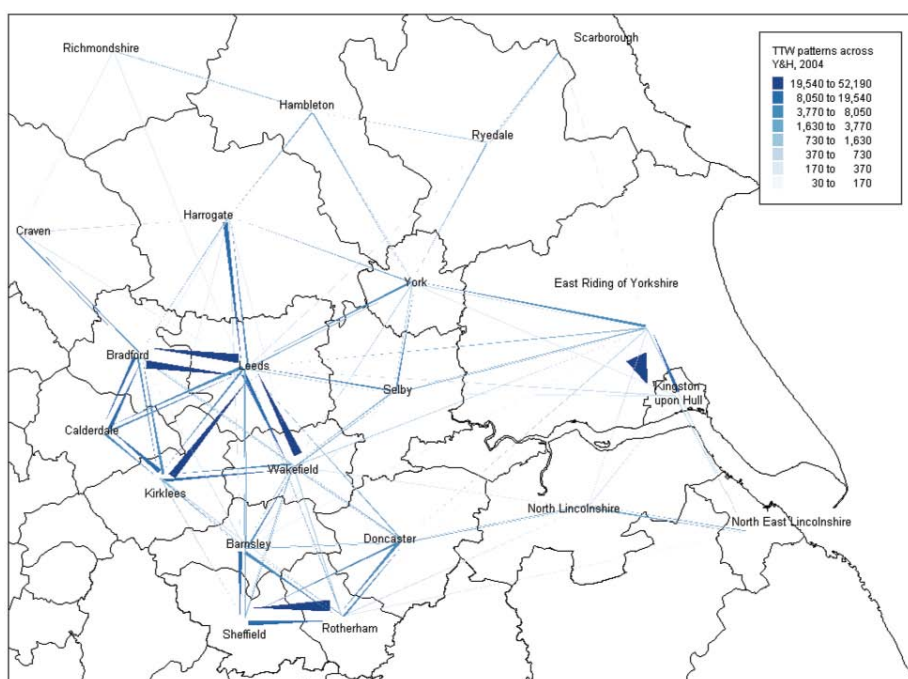 Richmondshire
Scarborough
TTW patterns across
Y&H, 2004
19,540 to 52,190
8,050 to 19,540
3,770 to 8,050
1,630 to 3,770
730 to 1,630
370 to 730
170 to 370
30 to 170
Hambleton
Ryedale
Harrogate
Craven
York
East Riding of Yorkshire
Bradford
Leeds
Selby
Kingston
upon Hull
Calderdale
Wakefield
Kirklees
North Lincolnshire
North East Lincolnshire
Barnsley
Doncaster
Sheffield
Rotherham